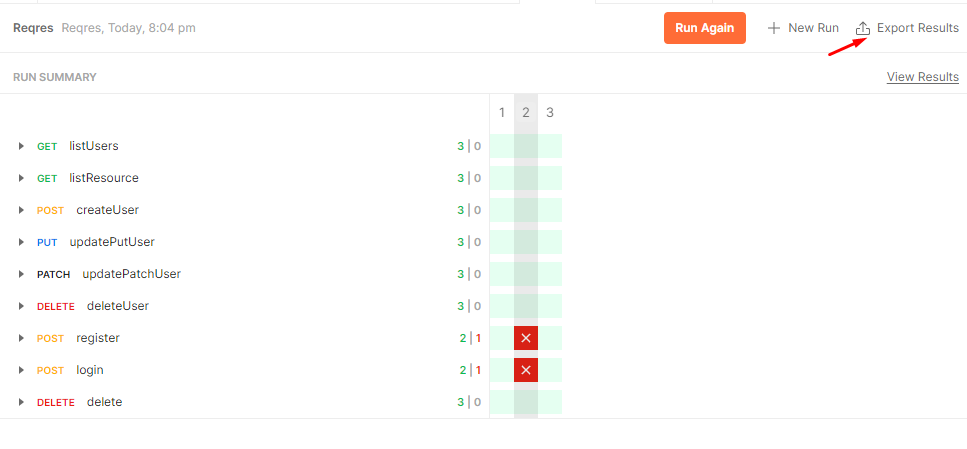 Reqres Reqres, Today, 8:04 pm Run Again New Run Export Results
RUN SUMMARY View Results
1 2 3
GET listUsers 3 | 0
GET listResource 3 | 0
POST createUser 3 | 0
PUT updatePutUser 3 | 0
PATCH updatePatchUser 3 | 0
DELETE deleteUser 3 | 0
POST register 2 | 1
POST login 2 | 1
DELETE delete 3 | 0